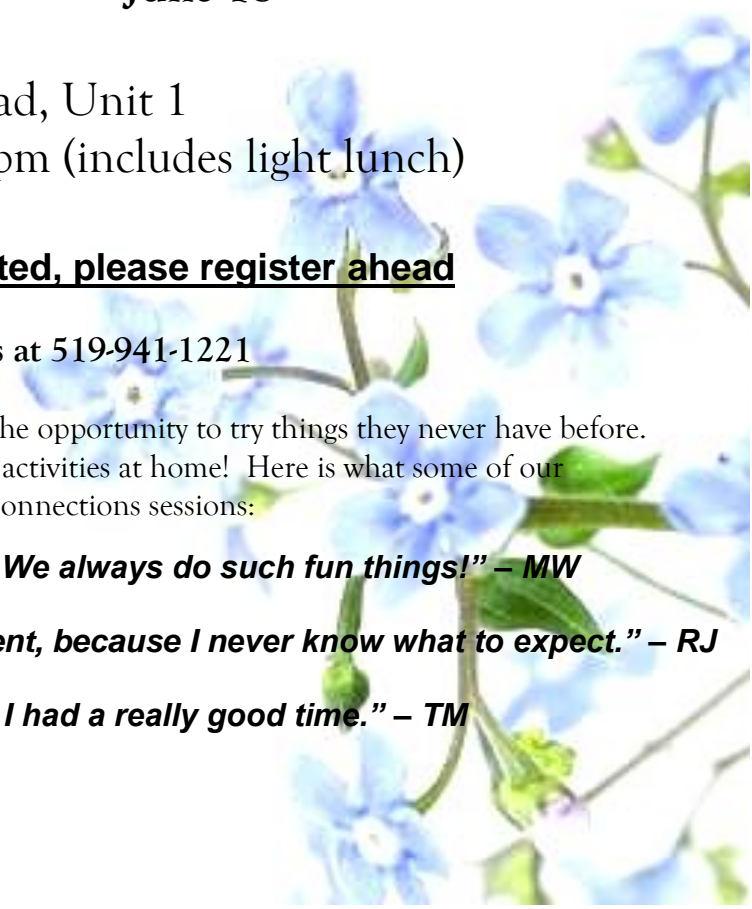 ad, Unit 1
pm (includes light lunch)
ted, please register ahead
s at 519-941-1221
he opportunity to try things they never have before.
activities at home! Here is what some of our
onnections sessions:
We always do such fun things!” – MW
ent, because I never know what to expect.” – RJ
I had a really good time.” – TM